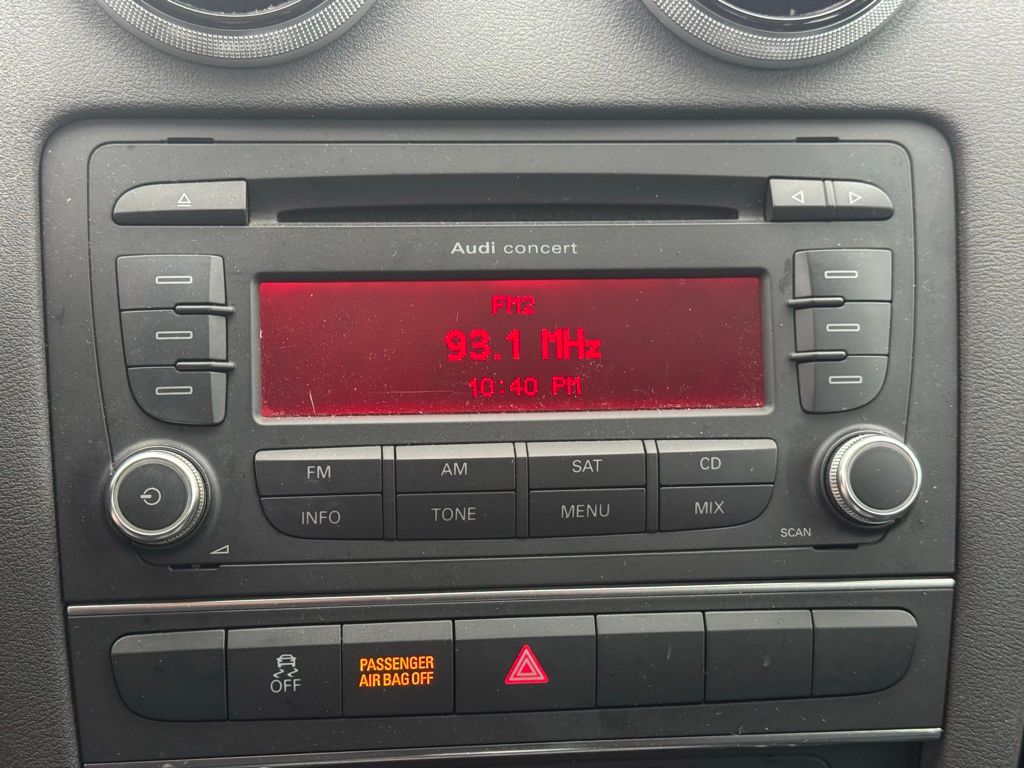 Audi concert
FM2
93.1 MHz
10:40 PM
FM AM SAT CD
INFO TONE MENU MIX
SCAN
OFF
PASSENGER
AIR BAG OFF